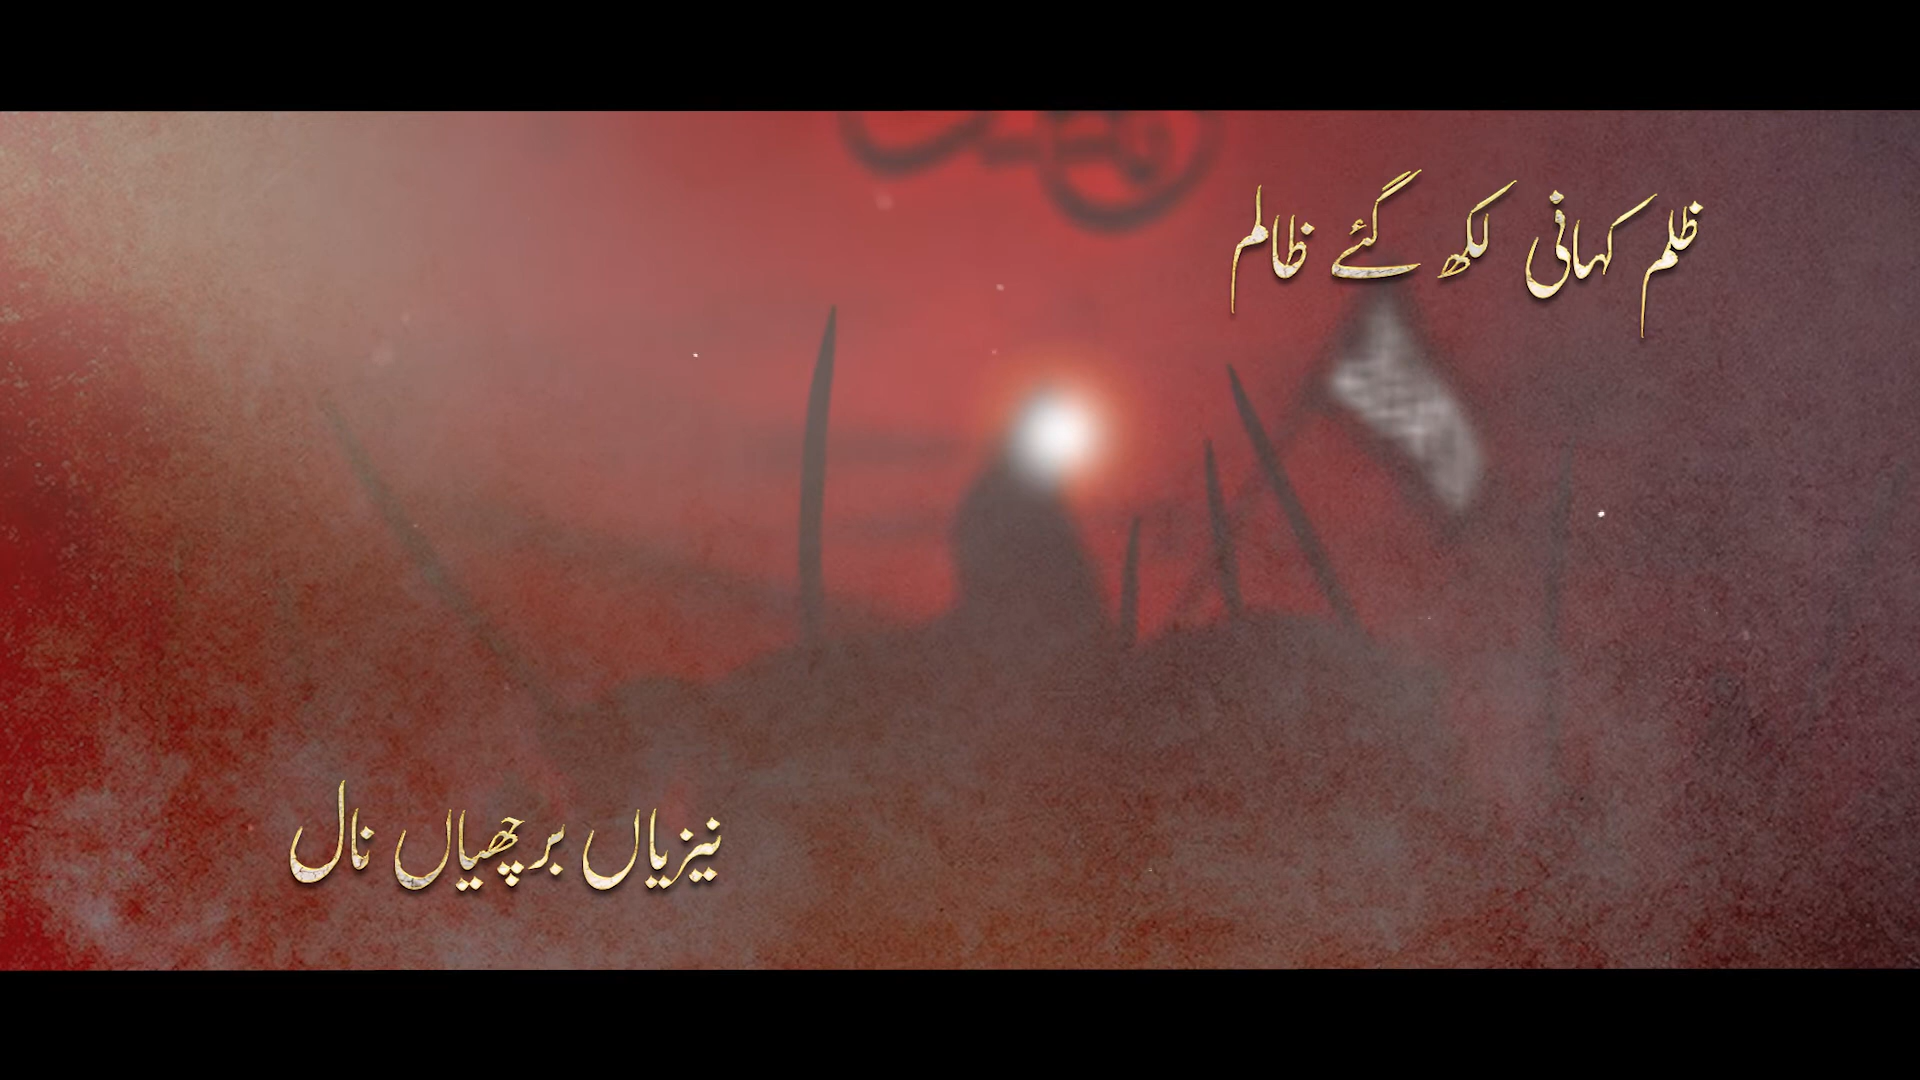 ظلم کہانی لکھ گئے ظالم
نیزیاں برچھیاں نال